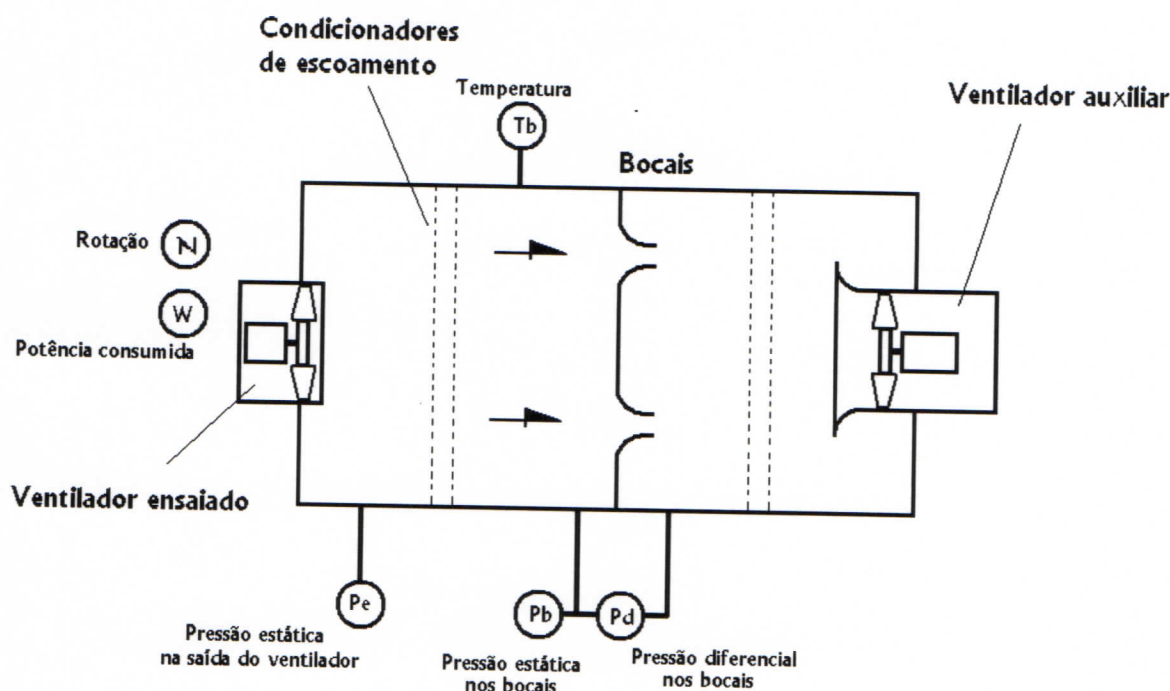 Condicionadores
de escoamento
Temperatura
Tb
Ventilador auxiliar
Bocais
Rotação
N
W
Potência consumida
Ventilador ensaiado
Pe
Pb
Pd
Pressão estática
na saída do ventilador
Pressão estática
nos bocais
Pressão diferencial
nos bocais